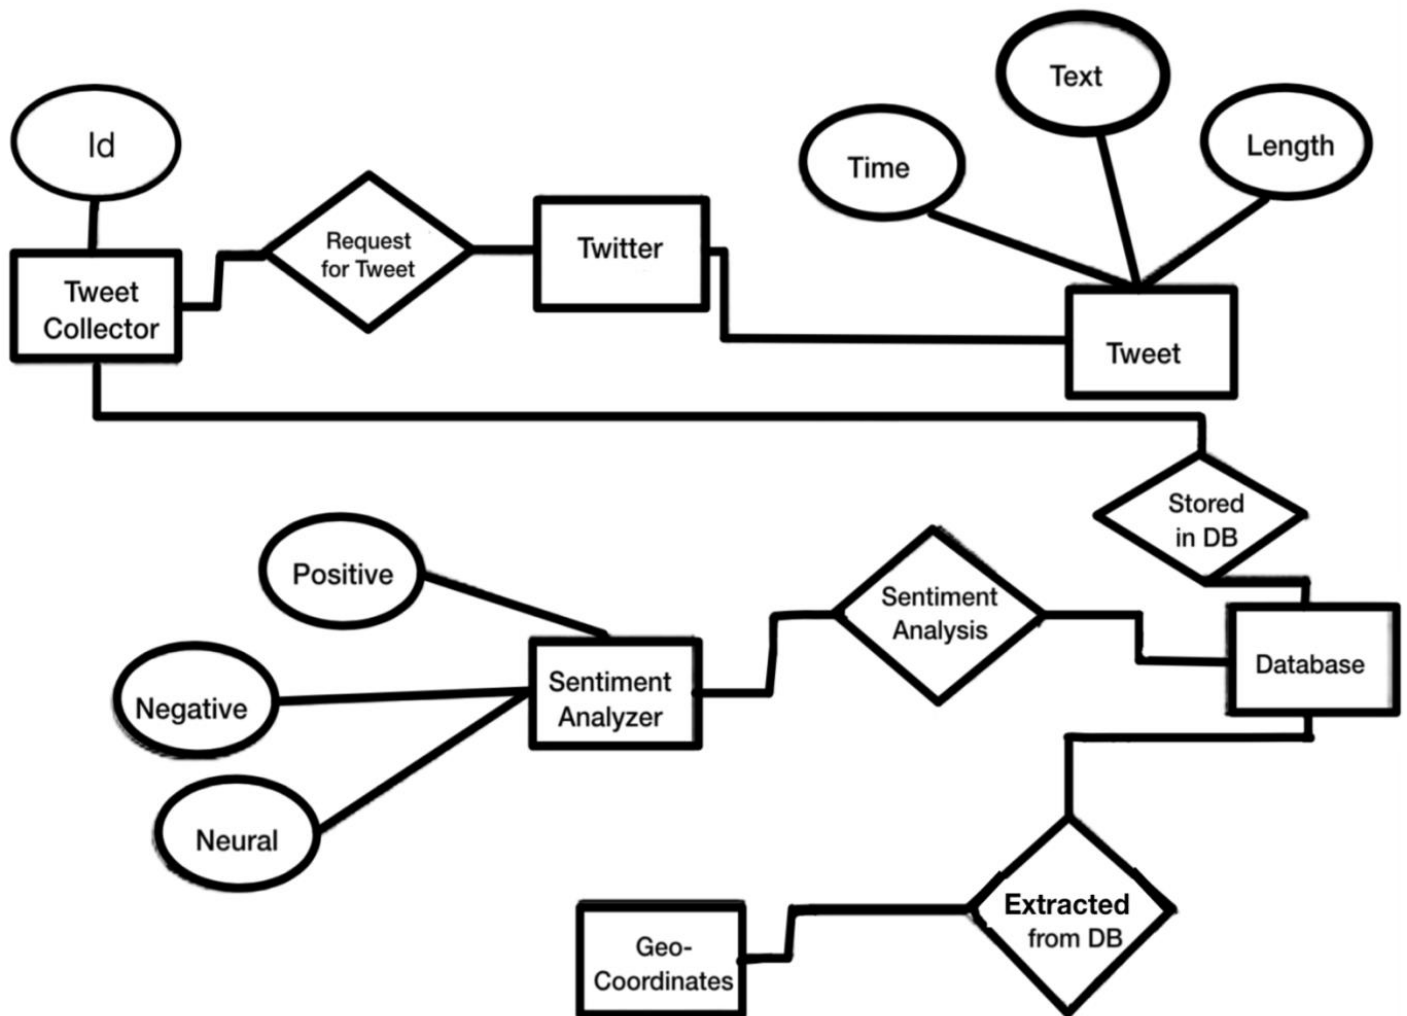 Text
Id
Time
Length
Request
for Tweet
Twitter
Tweet
Collector
Tweet
Stored
in DB
Positive
Sentiment
Analysis
Negative
Sentiment
Analyzer
Database
Neural
Extracted
from DB
Geo-
Coordinates